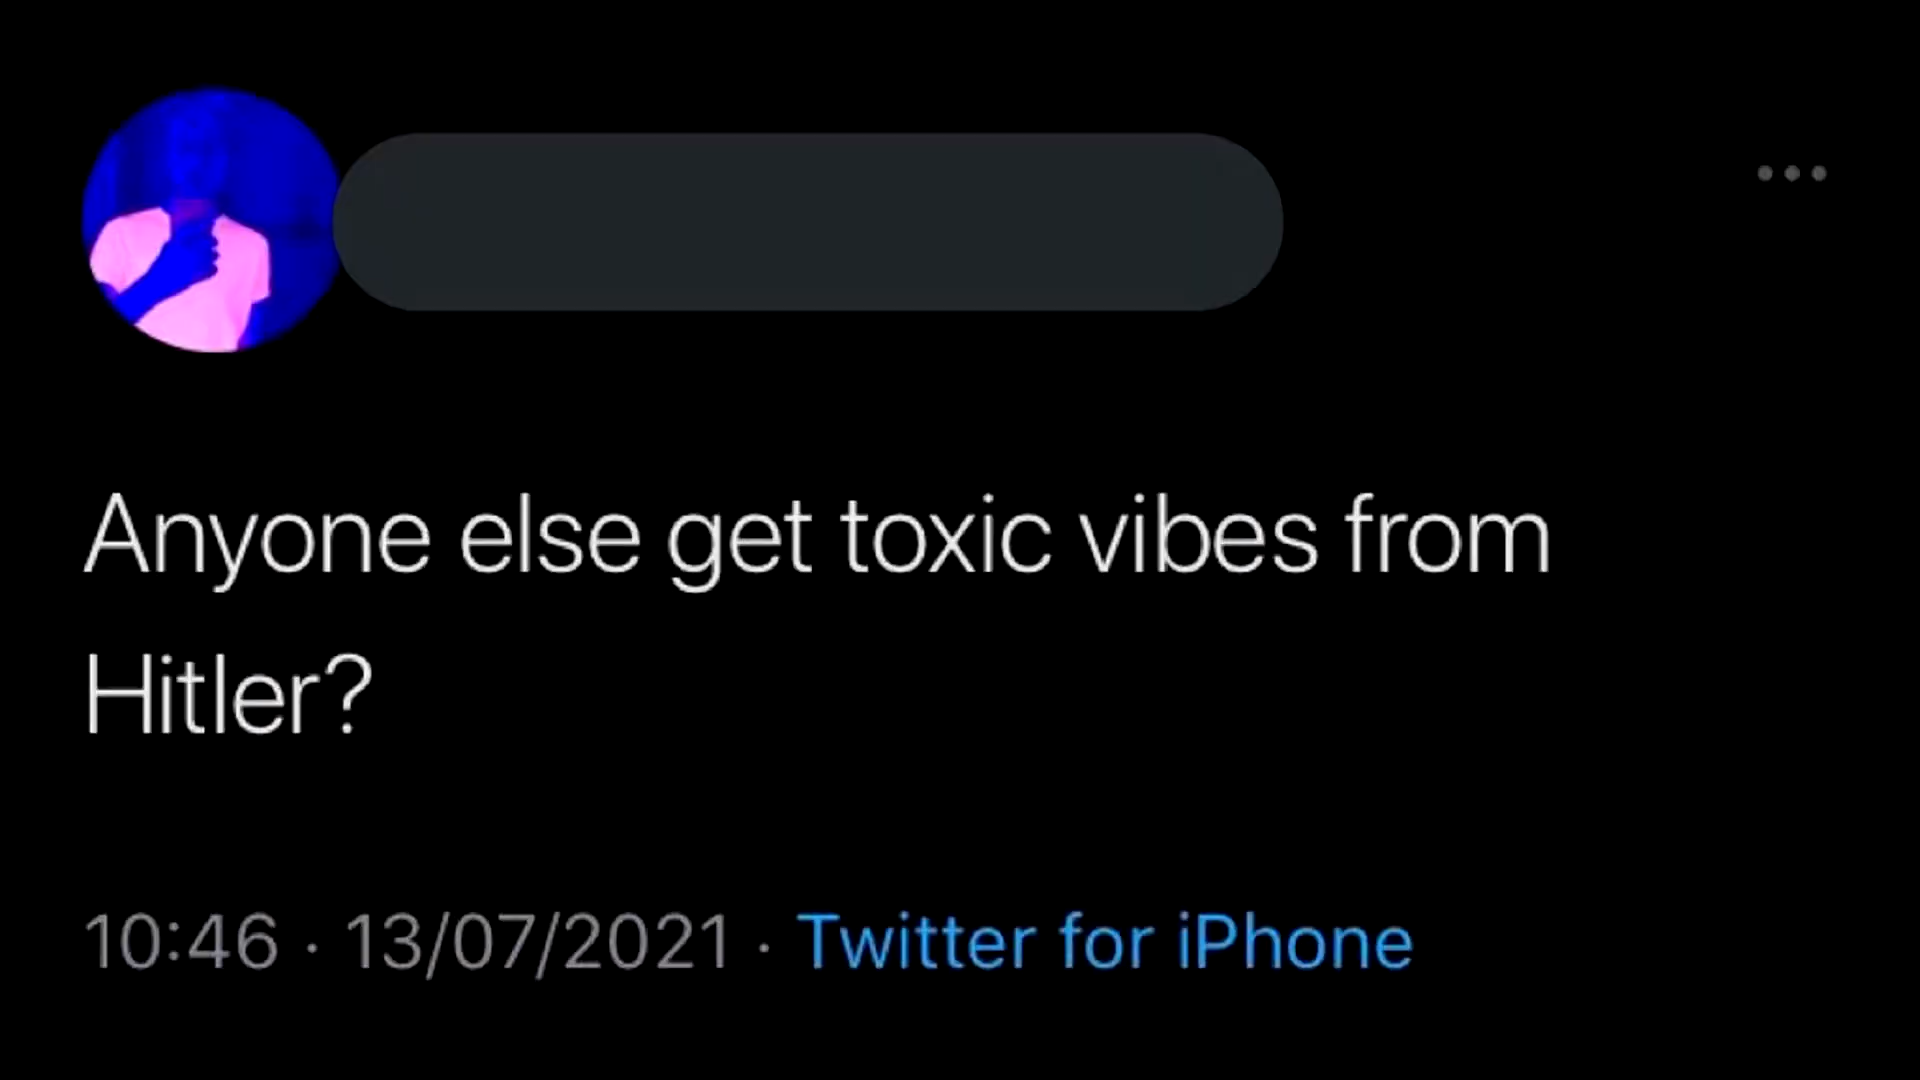 Anyone else get toxic vibes from
Hitler?
10:46 · 13/07/2021 · Twitter for iPhone